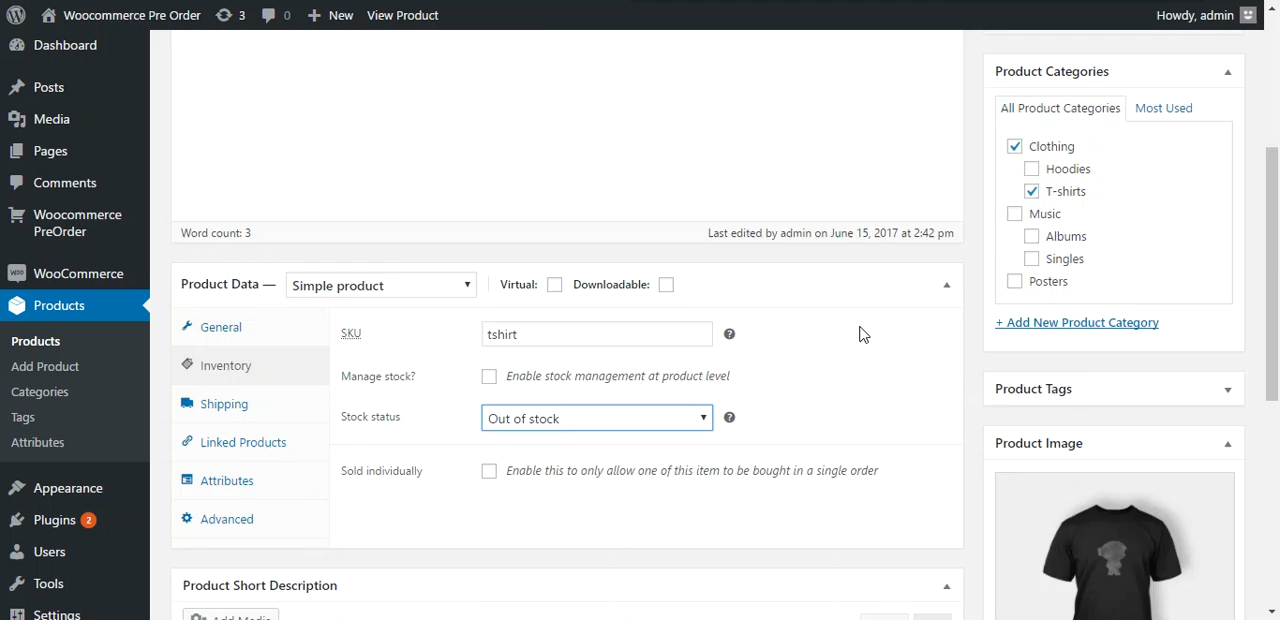 Woocommerce Pre Order 3 0 New View Product Howdy, admin
Dashboard
Posts
Media
Pages
Comments
Woocommerce
PreOrder
WooCommerce
Products
Products
Add Product
Categories
Tags
Attributes
Appearance
Plugins 2
Users
Tools
Settings
Word count: 3 Last edited by admin on June 15, 2017 at 2:42 pm
Product Data — Simple product Virtual: Downloadable:
General
Inventory
Shipping
Linked Products
Attributes
Advanced
SKU tshirt
Manage stock? Enable stock management at product level
Stock status Out of stock
Sold individually Enable this to only allow one of this item to be bought in a single order
Product Short Description
Add Media
Product Categories
All Product Categories Most Used
Clothing
Hoodies
T-shirts
Music
Albums
Singles
Posters
+ Add New Product Category
Product Tags
Product Image